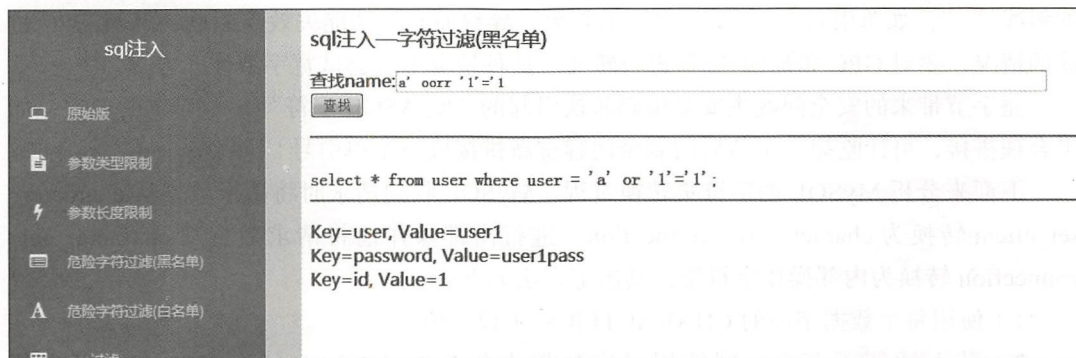 sql注入
原始版
参数类型限制
参数长度限制
危险字符过滤(黑名单)
危险字符过滤(白名单)
过滤
sql注入—字符过滤(黑名单)
查找name:a' oorr '1'='1
查找
select * from user where user = 'a' or '1'='1';
Key=user, Value=user1
Key=password, Value=user1pass
Key=id, Value=1